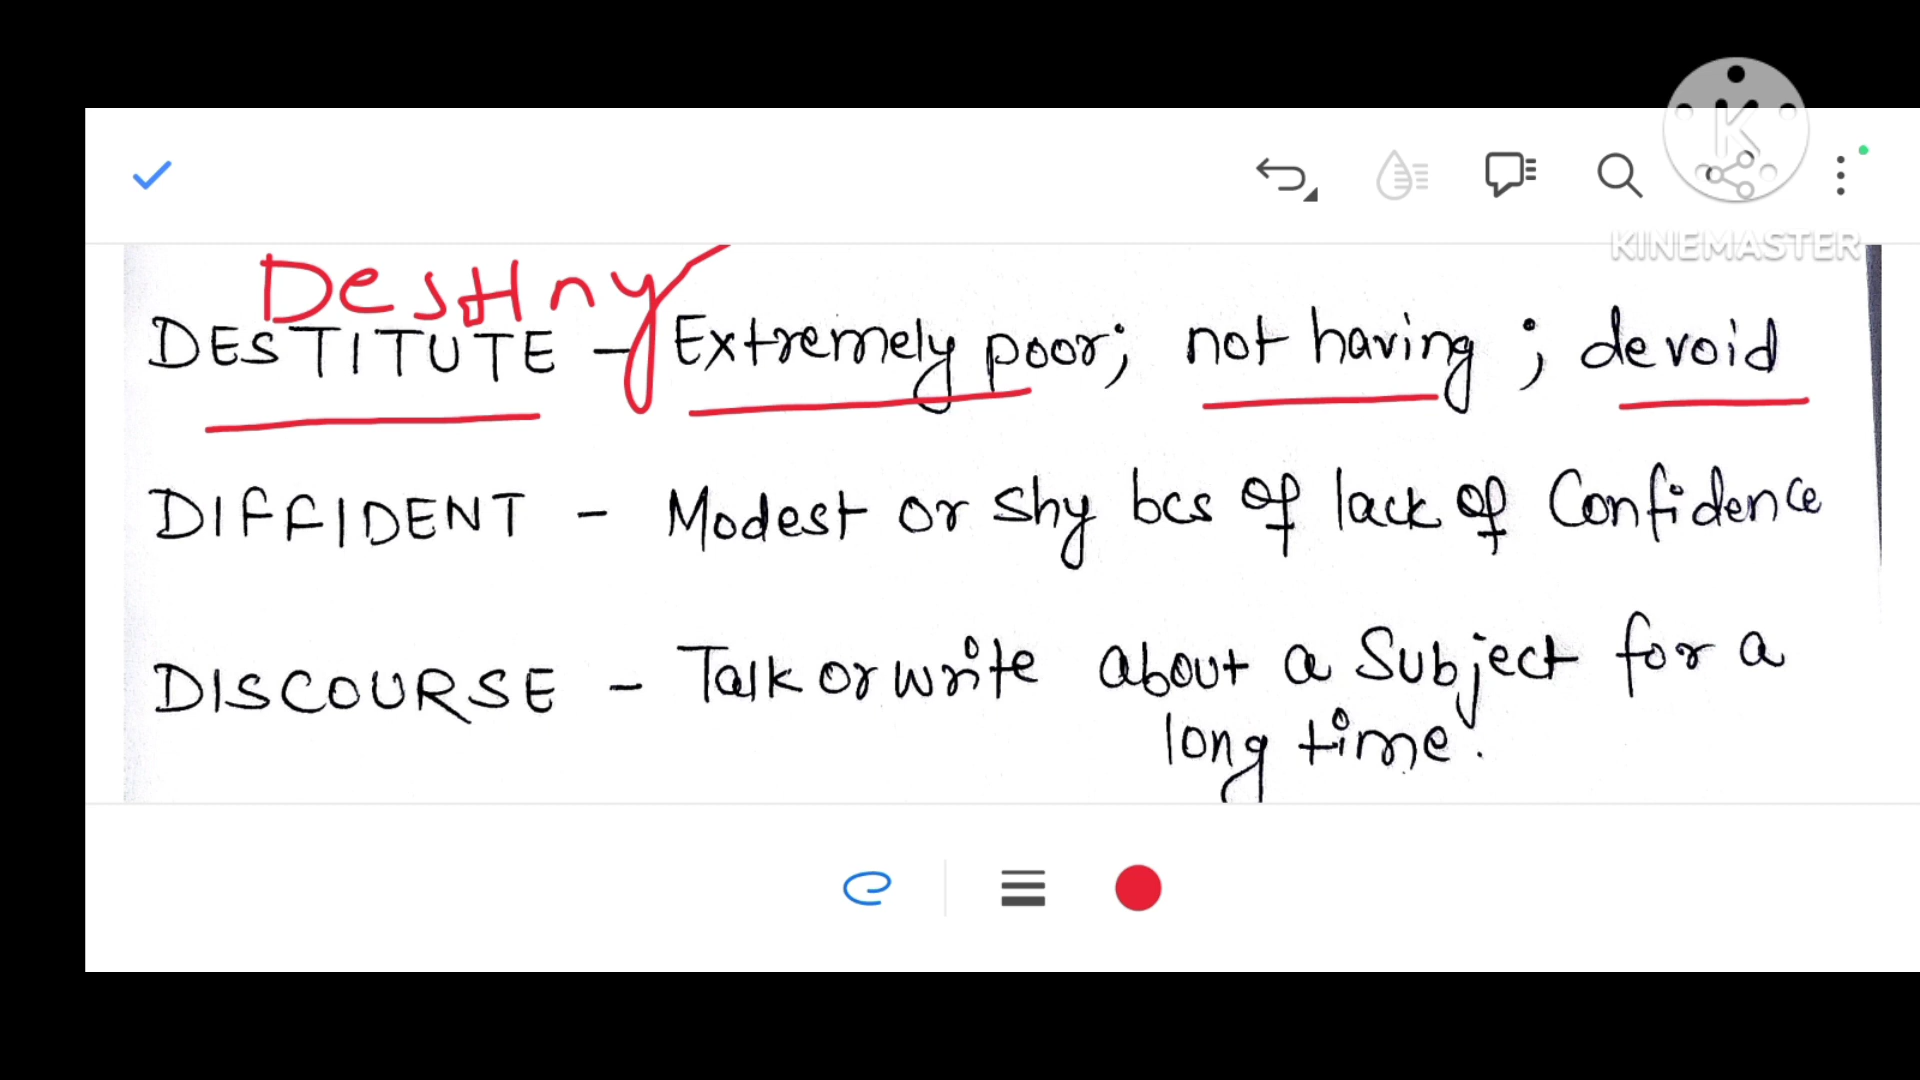 KINEMASTER
Destiny
DESTITUTE - Extremely poor; not having ; devoid
DIFFIDENT - Modest or shy bcs of lack of Confidence
DISCOURSE - Talk or write about a Subject for a
long time.